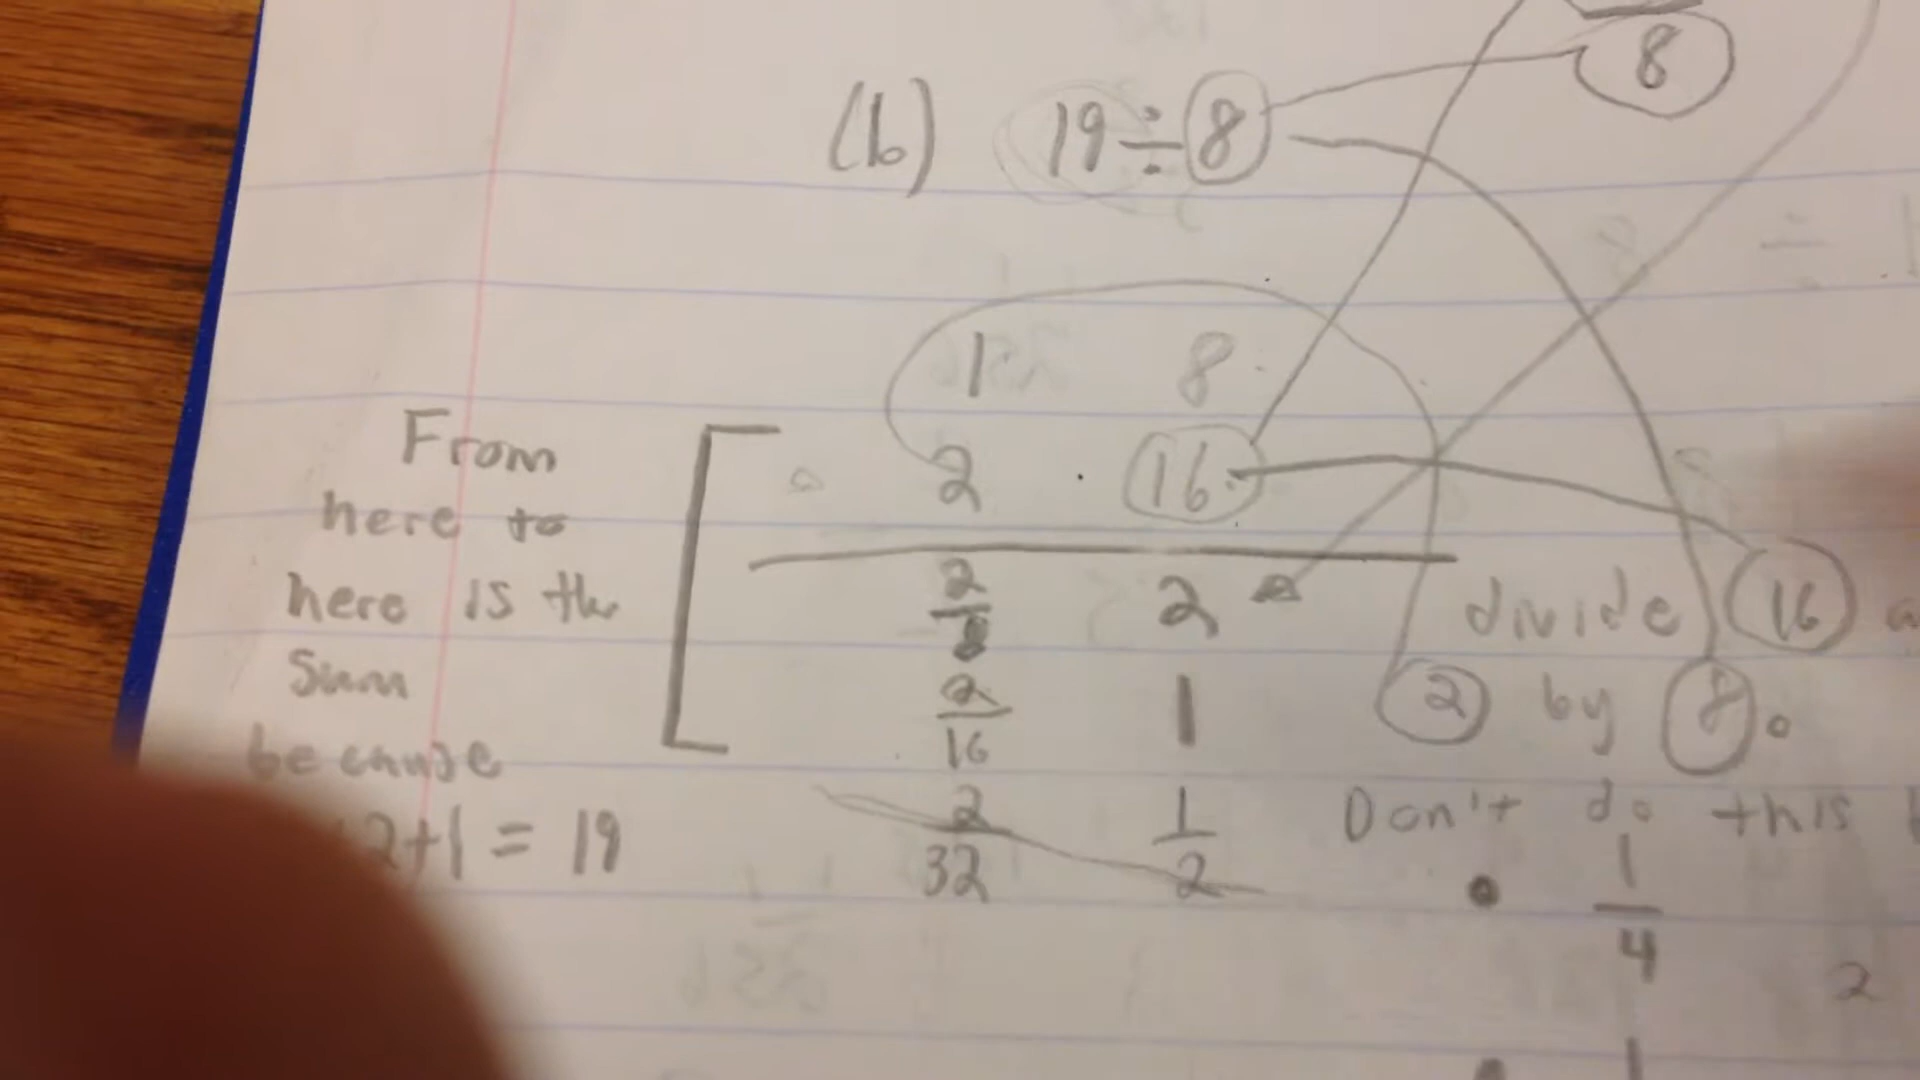 8
(b) 19 ÷ 8
1 8
2 16
2/8 2
2/16 1
2/32 1/2
From
here to
here is the
Sum
because
2+1 = 19
divide 16
2 by 8.
Don't do this
1/4
2